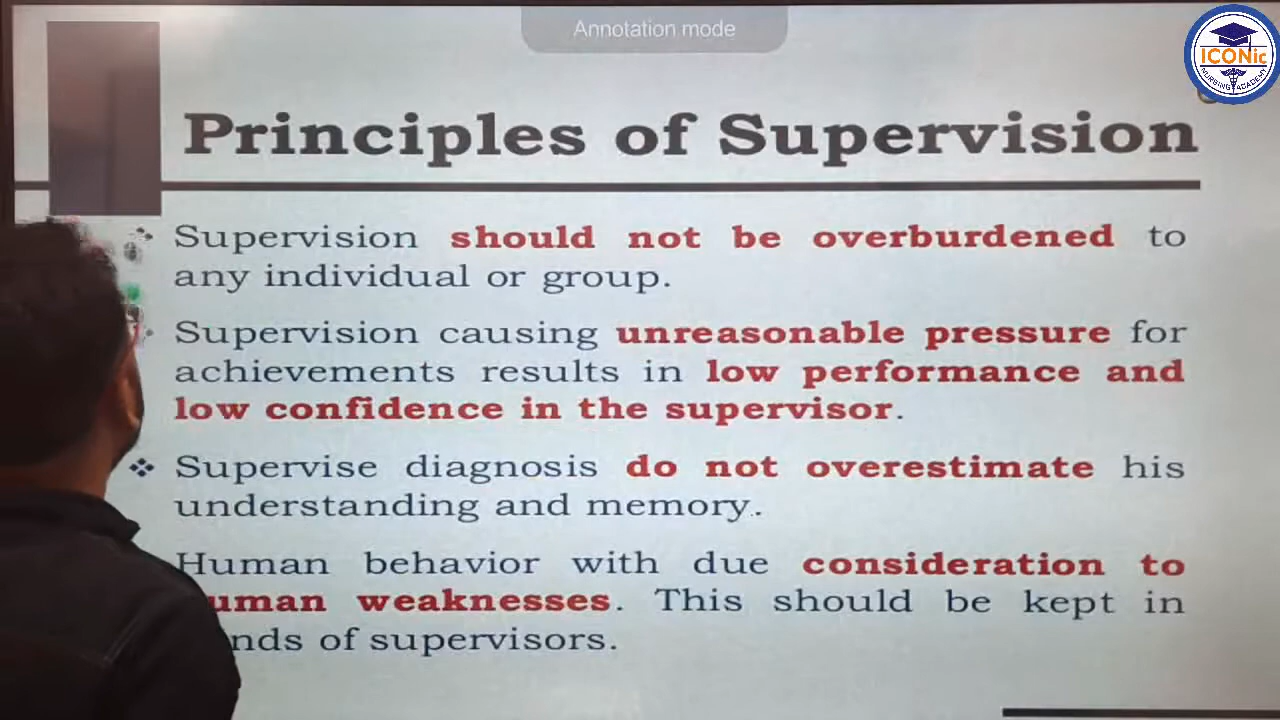 Annotation mode
ICONic
NURSING ACADEMY
Principles of Supervision
Supervision should not be overburdened to
any individual or group.
Supervision causing unreasonable pressure for
achievements results in low performance and
low confidence in the supervisor.
Supervise diagnosis do not overestimate his
understanding and memory.
Human behavior with due consideration to
uman weaknesses. This should be kept in
nds of supervisors.